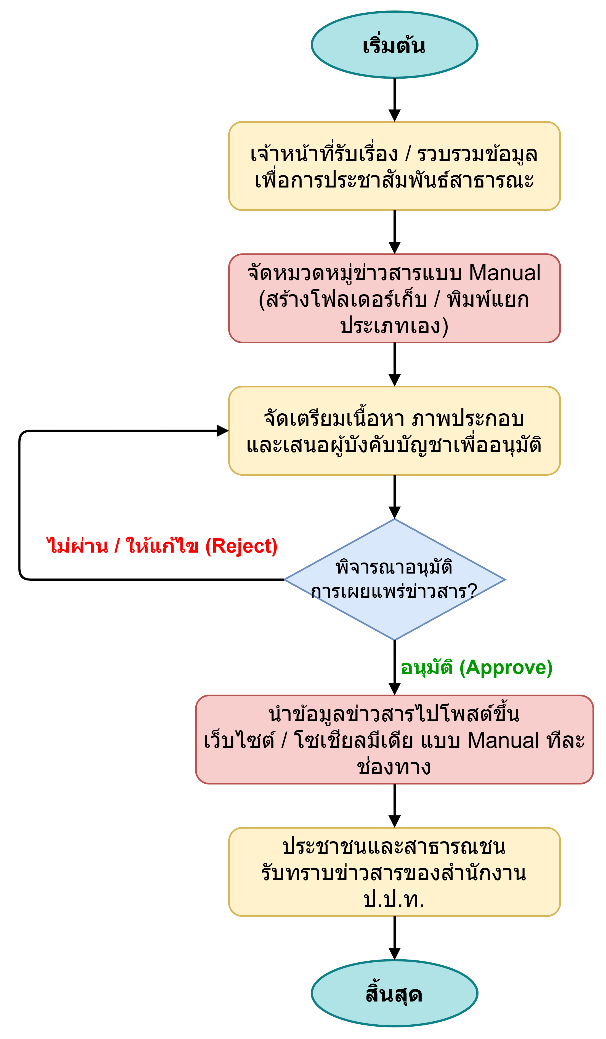 เริ่มต้น
เจ้าหน้าที่รับเรื่อง / รวบรวมข้อมูล
เพื่อการประชาสัมพันธ์สาธารณะ
จัดหมวดหมู่ข่าวสารแบบ Manual
(สร้างโฟลเดอร์เก็บ / พิมพ์แยก
ประเภทเอง)
จัดเตรียมเนื้อหา ภาพประกอบ
และเสนอผู้บังคับบัญชาเพื่ออนุมัติ
ไม่ผ่าน / ให้แก้ไข (Reject)
พิจารณาอนุมัติ
การเผยแพร่ข่าวสาร?
อนุมัติ (Approve)
นำข้อมูลข่าวสารไปโพสต์ขึ้น
เว็บไซต์ / โซเชียลมีเดีย แบบ Manual ทีละ
ช่องทาง
ประชาชนและสาธารณชน
รับทราบข่าวสารของสำนักงาน
ป.ป.ท.
สิ้นสุด